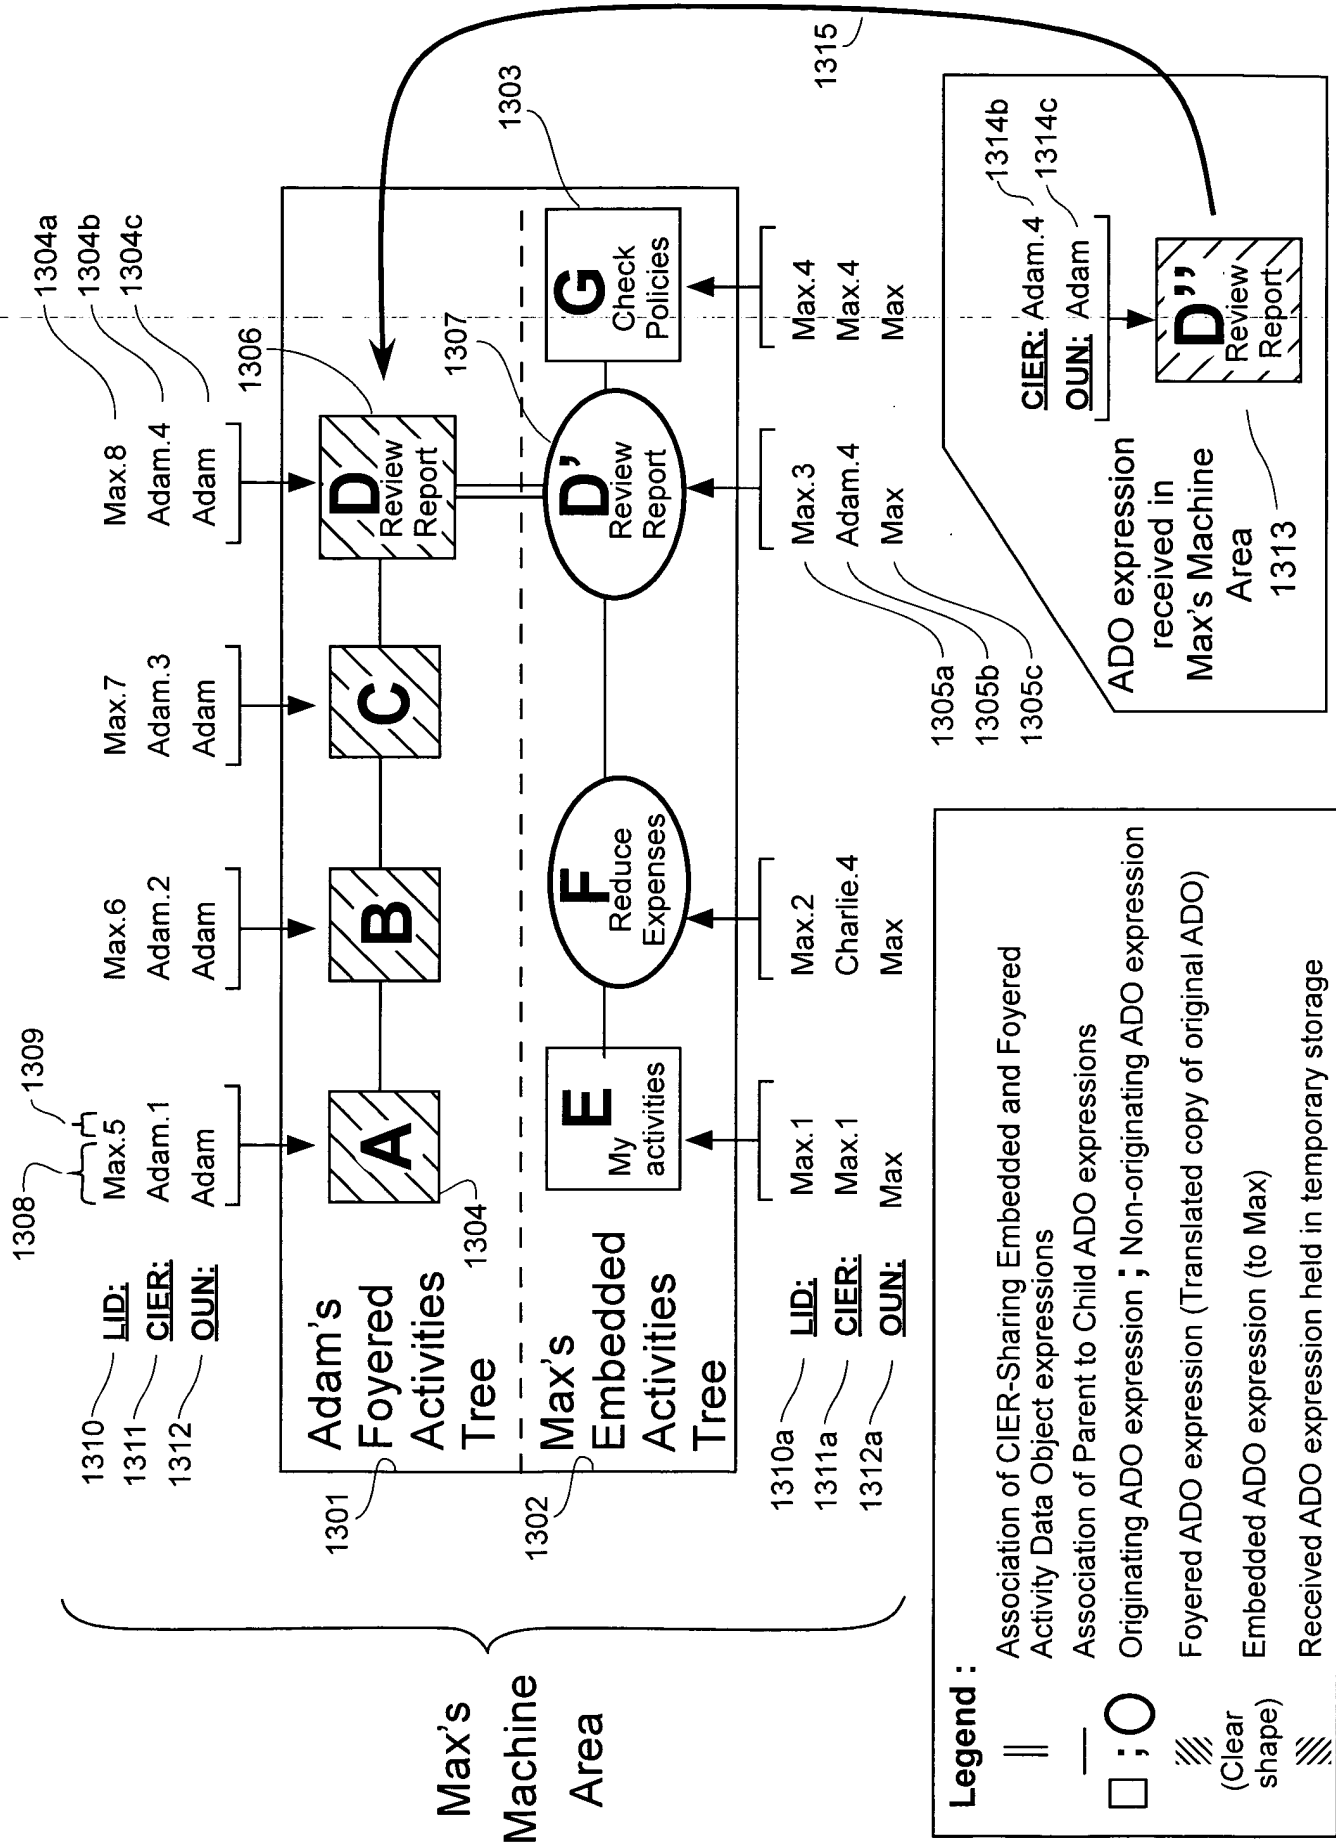 1308
1309
1310
LID:
Max.5
Max.6
Max.7
Max.8
1304a
1311
CIER:
Adam.1
Adam.2
Adam.3
Adam.4
1304b
1312
OUN:
Adam
Adam
Adam
Adam
1304c
1306
1301
Adam's
Foyered
Activities
Tree
A
1304
B
C
D
Review
Report
1315
1302
Max's
Embedded
Activities
Tree
E
My
activities
F
Reduce
Expenses
D'
Review
Report
1307
G
Check
Policies
1303
Max's
Machine
Area
1310a
LID:
Max.1
Max.2
Max.3
Max.4
1311a
CIER:
Max.1
Charlie.4
Adam.4
Max.4
1312a
OUN:
Max
Max
Max
Max
1305a
1305b
1305c
ADO expression
received in
Max's Machine
Area
1313
CIER: Adam.4
1314b
OUN: Adam
1314c
D''
Review
Report
Legend :
Association of CIER-Sharing Embedded and Foyered
Activity Data Object expressions
Association of Parent to Child ADO expressions
; Originating ADO expression ; Non-originating ADO expression
Foyered ADO expression (Translated copy of original ADO)
(Clear
shape)
Embedded ADO expression (to Max)
Received ADO expression held in temporary storage